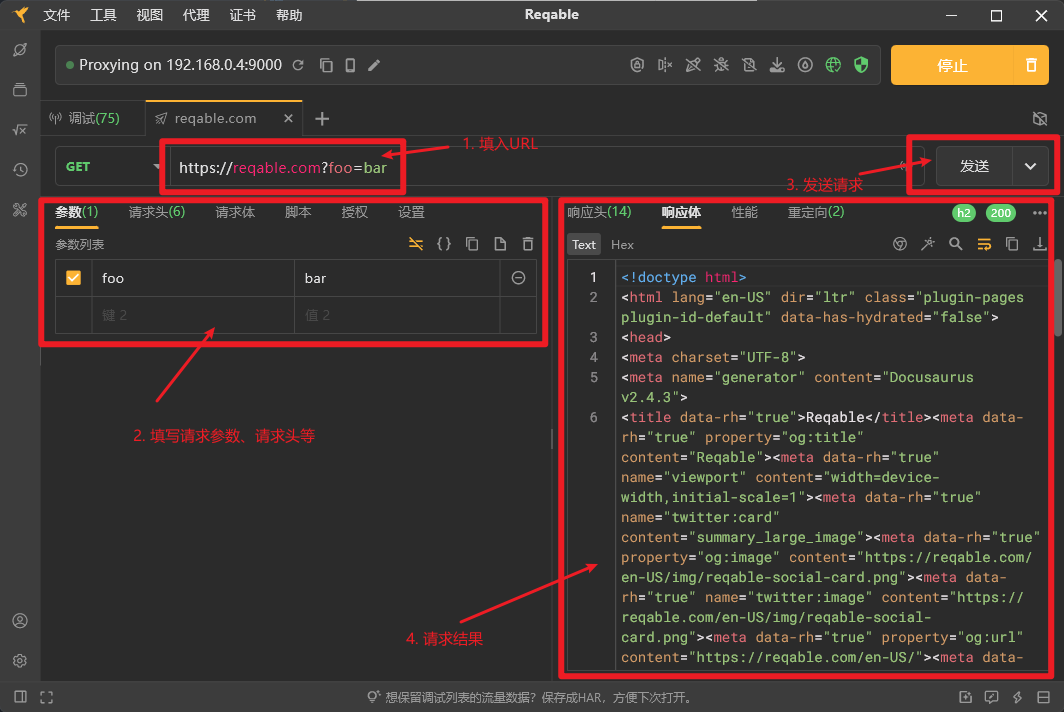 文件 工具 视图 代理 证书 帮助 Reqable
Proxying on 192.168.0.4:9000 停止
调试(75) reqable.com
1. 填入URL
GET https://reqable.com?foo=bar 发送
3. 发送请求
参数(1) 请求头(6) 请求体 脚本 授权 设置
参数列表
foo bar
键 2 值 2
2. 填写请求参数、请求头等
响应头(14) 响应体 性能 重定向(2) h2 200
Text Hex
1 <!doctype html>
2 <html lang="en-US" dir="ltr" class="plugin-pages
plugin-id-default" data-has-hydrated="false">
3 <head>
4 <meta charset="UTF-8">
5 <meta name="generator" content="Docusaurus
v2.4.3">
6 <title data-rh="true">Reqable</title><meta data-
rh="true" property="og:title"
content="Reqable"><meta data-rh="true"
name="viewport" content="width=device-
width,initial-scale=1"><meta data-rh="true"
name="twitter:card"
content="summary_large_image"><meta data-rh="true"
property="og:image" content="https://reqable.com/
en-US/img/reqable-social-card.png"><meta data-
rh="true" name="twitter:image" content="https://
reqable.com/en-US/img/reqable-social-
card.png"><meta data-rh="true" property="og:url"
content="https://reqable.com/en-US/"><meta data-
4. 请求结果
想保留调试列表的流量数据？保存成HAR，方便下次打开。